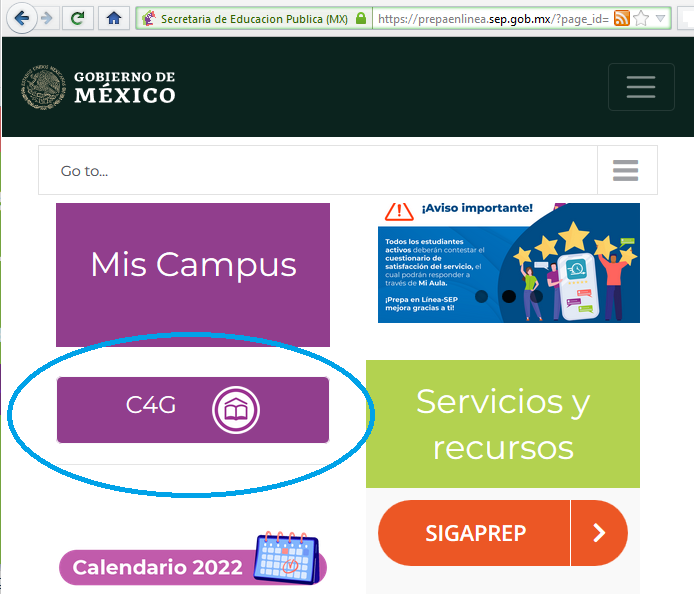 Secretaria de Educacion Publica (MX)
https://prepaenlinea.sep.gob.mx/?page_id=
GOBIERNO DE
MÉXICO
Go to...
Mis Campus
C4G
Calendario 2022
¡Aviso importante!
Todos los estudiantes
activos deberán contestar el
cuestionario de
satisfacción del servicio, el
cual podrán responder a
través de Mi Aula.
¡Prepa en Línea-SEP
mejora gracias a ti!
Servicios y
recursos
SIGAPREP